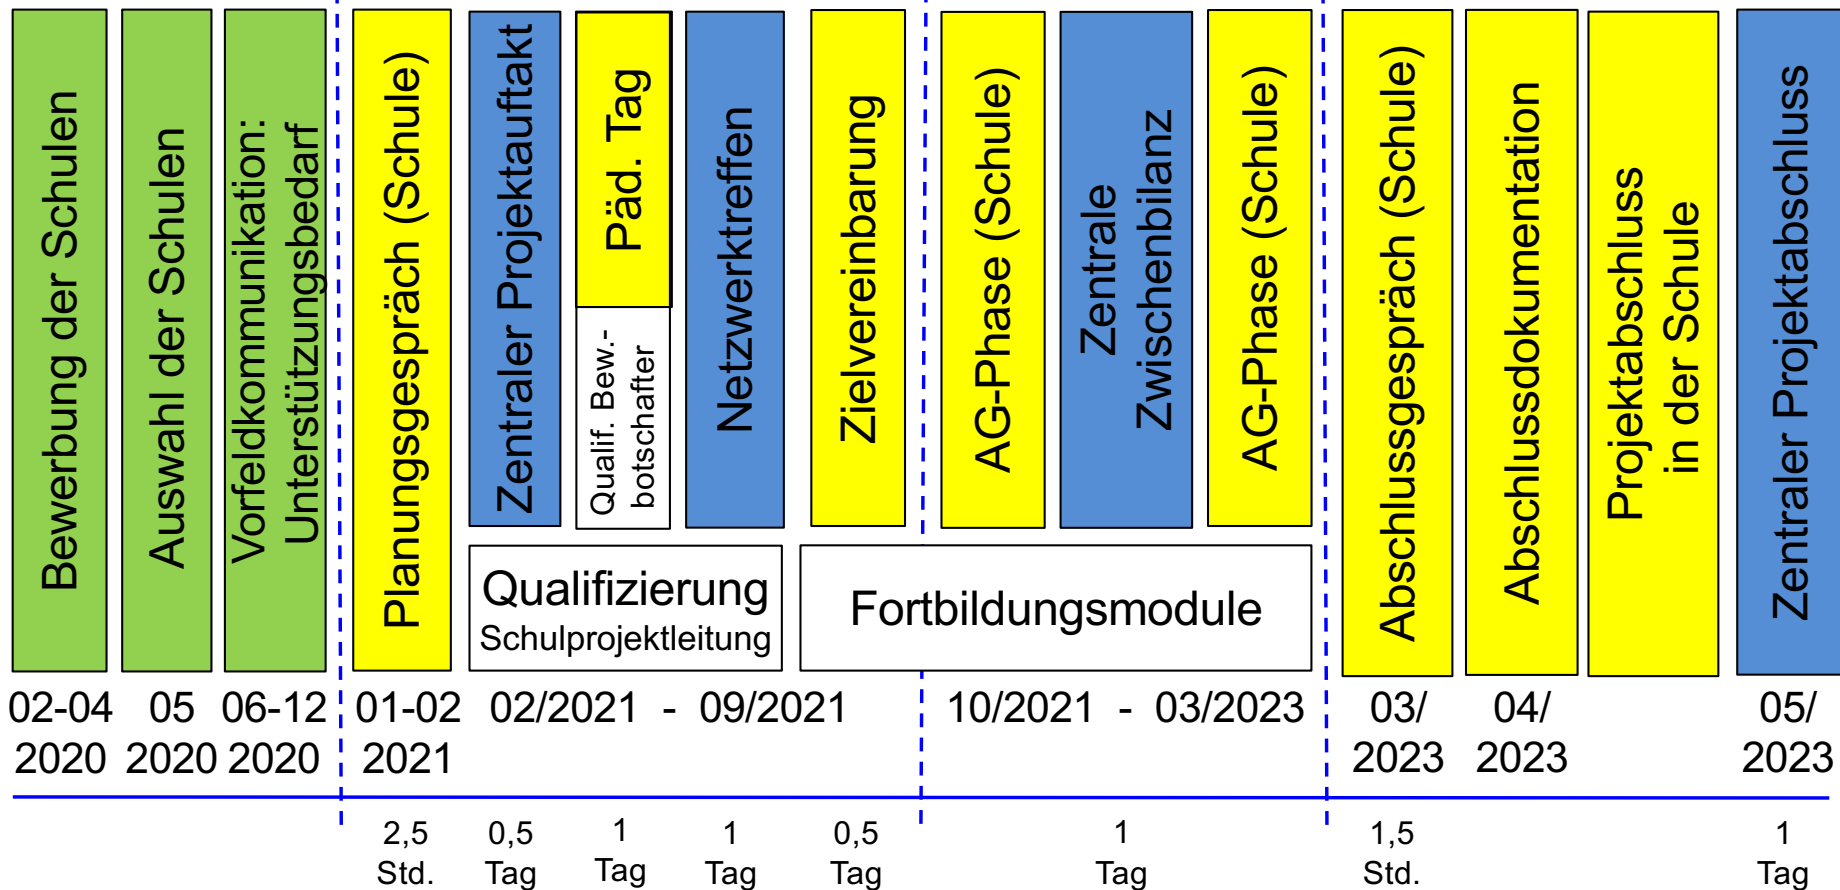 Bewerbung der Schulen
Auswahl der Schulen
Vorfeldkommunikation:
Unterstützungsbedarf
Planungsgespräch (Schule)
Zentraler Projektauftakt
Päd. Tag
Qualif. Bew.-
botschafter
Netzwerktreffen
Zielvereinbarung
AG-Phase (Schule)
Zentrale
Zwischenbilanz
AG-Phase (Schule)
Abschlussgespräch (Schule)
Abschlussdokumentation
Projektabschluss
in der Schule
Zentraler Projektabschluss
Qualifizierung
Schulprojektleitung
Fortbildungsmodule
02-04
2020
05
2020
06-12
2020
01-02
2021
02/2021 - 09/2021
10/2021 - 03/2023
03/
2023
04/
2023
05/
2023
2,5
Std.
0,5
Tag
1
Tag
1
Tag
0,5
Tag
1
Tag
1,5
Std.
1
Tag